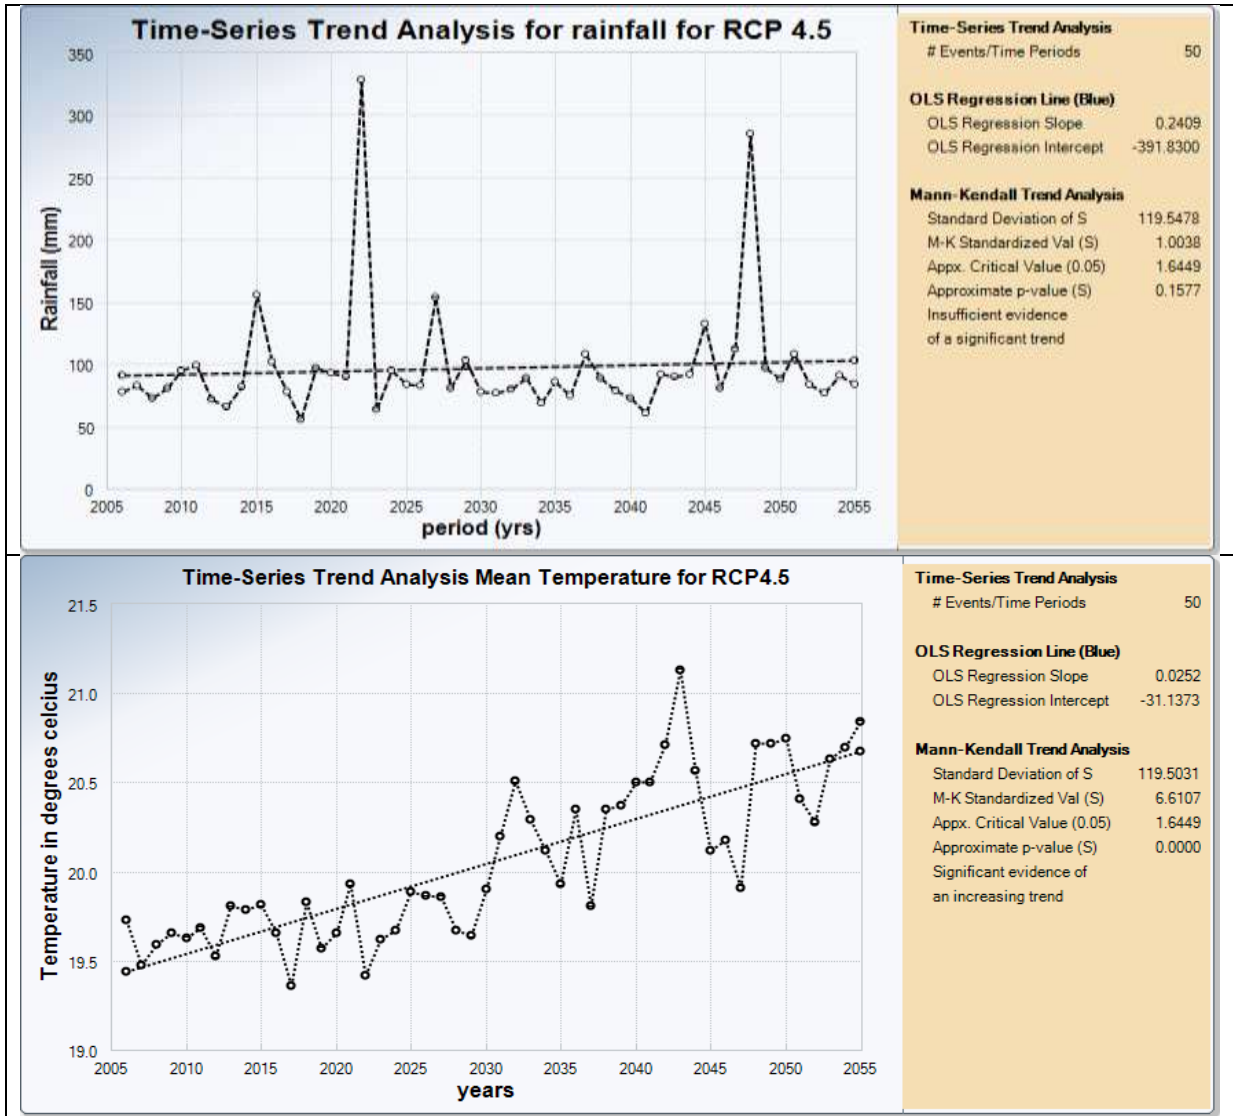 Time-Series Trend Analysis for rainfall for RCP 4.5
350
300
250
200
150
100
50
0
Rainfall (mm)
2005 2010 2015 2020 2025 2030 2035 2040 2045 2050 2055
period (yrs)
Time-Series Trend Analysis
# Events/Time Periods 50
OLS Regression Line (Blue)
OLS Regression Slope 0.2409
OLS Regression Intercept -391.8300
Mann-Kendall Trend Analysis
Standard Deviation of S 119.5478
M-K Standardized Val (S) 1.0038
Appx. Critical Value (0.05) 1.6449
Approximate p-value (S) 0.1577
Insufficient evidence
of a significant trend
Time-Series Trend Analysis Mean Temperature for RCP4.5
21.5
21.0
20.5
20.0
19.5
19.0
Temperature in degrees celcius
2005 2010 2015 2020 2025 2030 2035 2040 2045 2050 2055
years
Time-Series Trend Analysis
# Events/Time Periods 50
OLS Regression Line (Blue)
OLS Regression Slope 0.0252
OLS Regression Intercept -31.1373
Mann-Kendall Trend Analysis
Standard Deviation of S 119.5031
M-K Standardized Val (S) 6.6107
Appx. Critical Value (0.05) 1.6449
Approximate p-value (S) 0.0000
Significant evidence of
an increasing trend